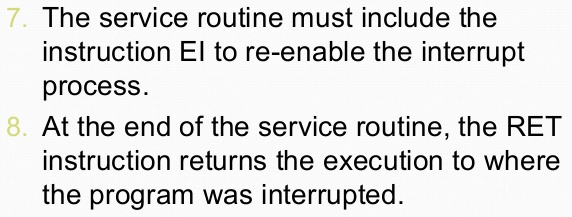 7. The service routine must include the
instruction EI to re-enable the interrupt
process.
8. At the end of the service routine, the RET
instruction returns the execution to where
the program was interrupted.